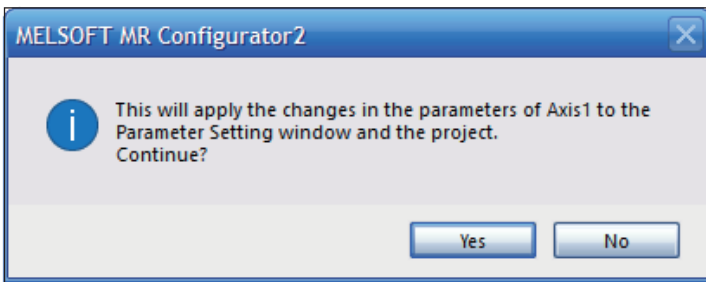 MELSOFT MR Configurator2
This will apply the changes in the parameters of Axis1 to the
Parameter Setting window and the project.
Continue?
Yes
No